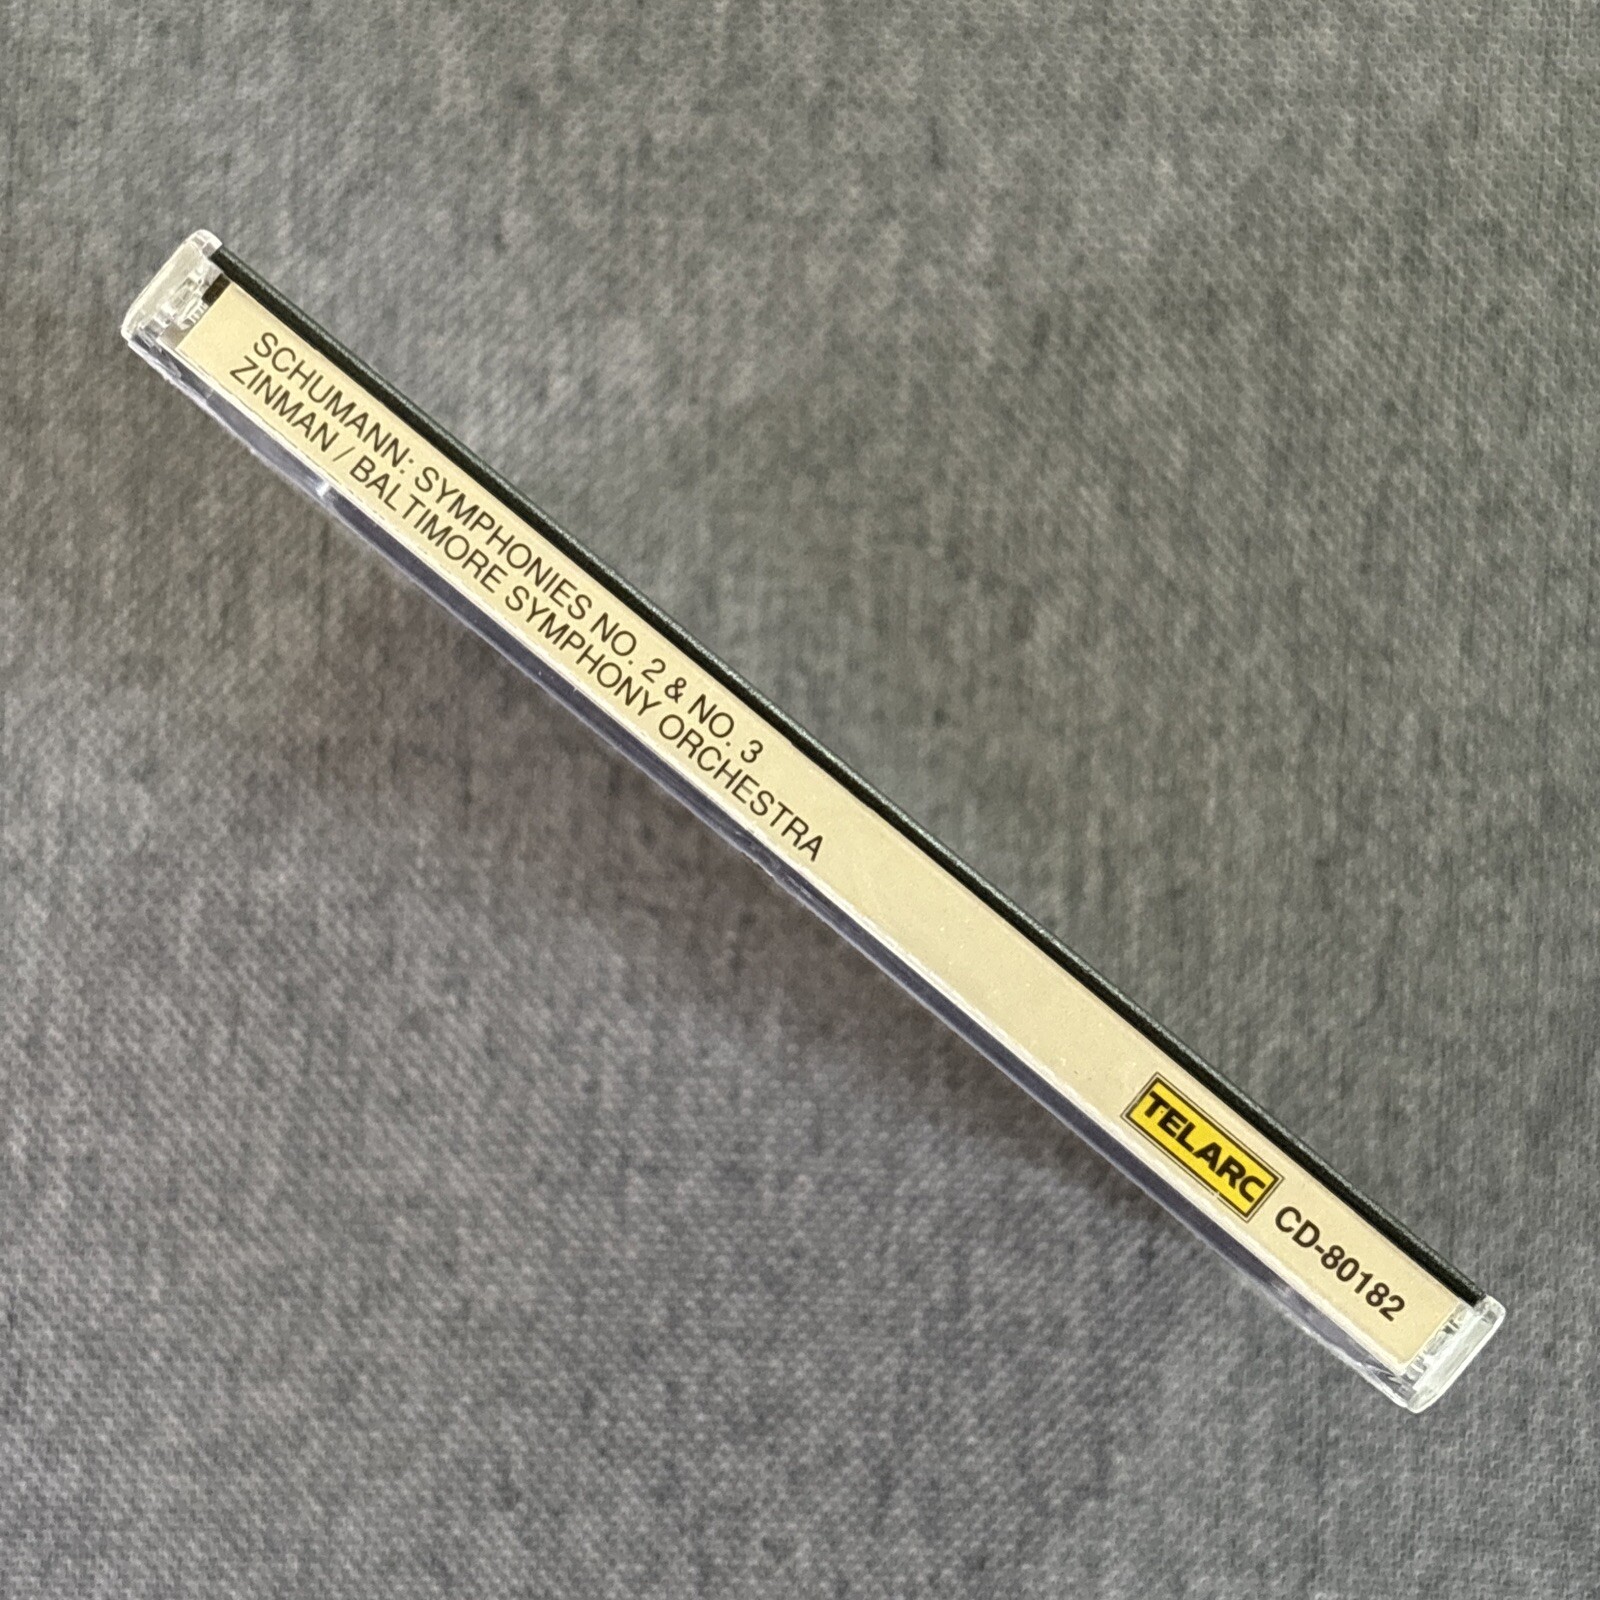 SCHUMANN: SYMPHONIES NO. 2 & NO. 3
ZINMAN / BALTIMORE SYMPHONY ORCHESTRA
TELARC CD-80182